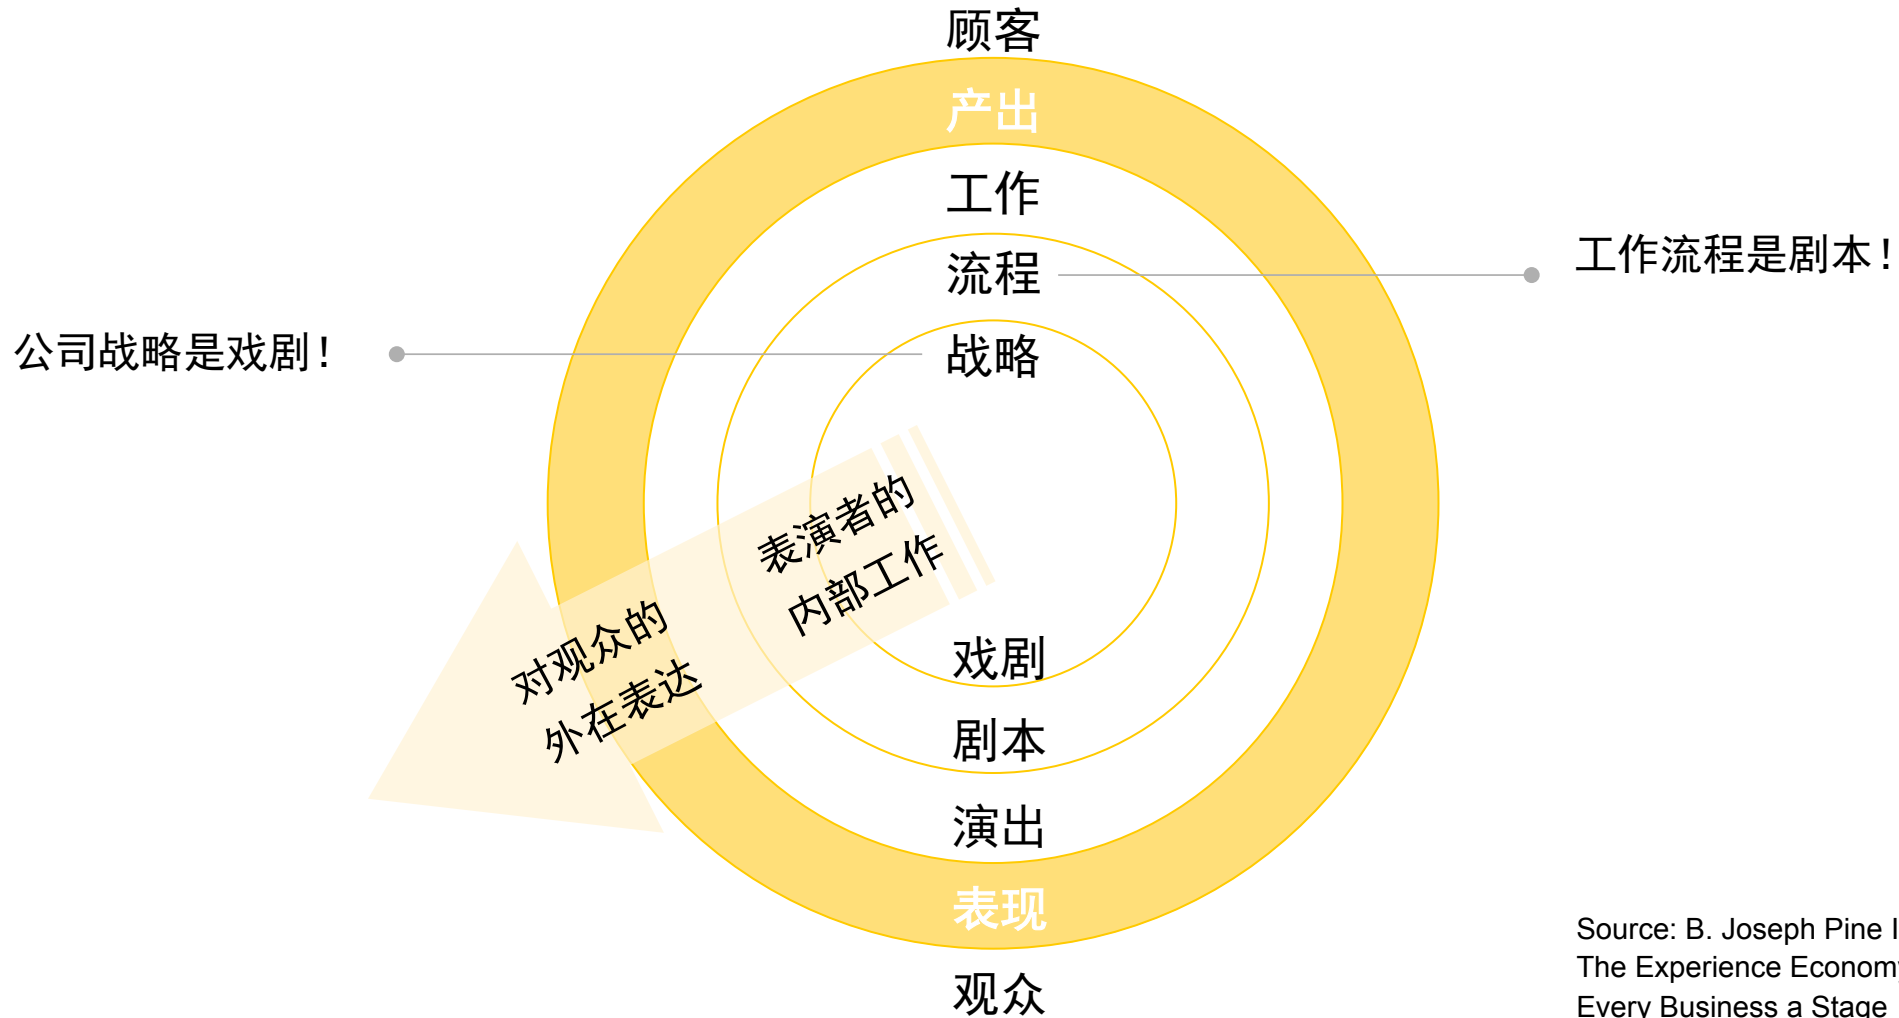 顾客
产出
工作
流程
工作流程是剧本！
战略
公司战略是戏剧！
表演者的
内部工作
对观众的
外在表达
戏剧
剧本
演出
表现
观众
Source: B. Joseph Pine
The Experience
Every Business a Stage